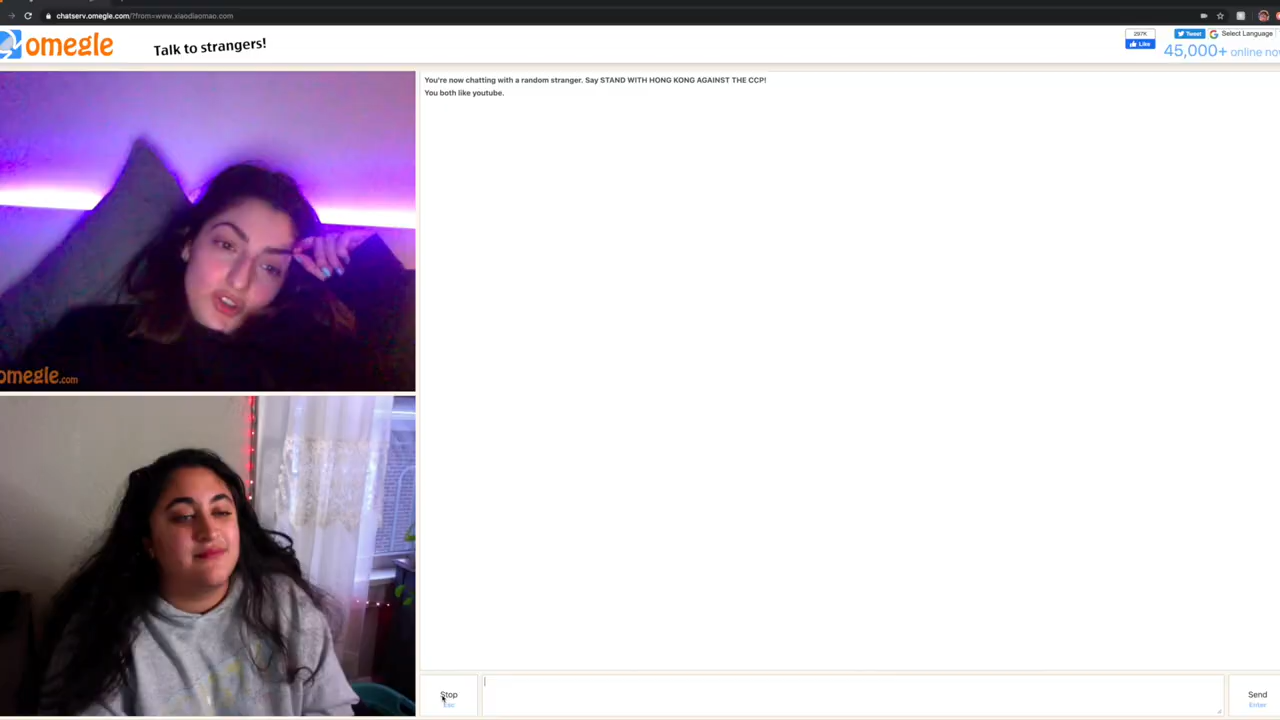 chatserv.omegle.com/?from=www.xiaodiaomao.com
omegle
Talk to strangers!
297K
Like
Tweet
Select Language
45,000+ online now
You're now chatting with a random stranger. Say STAND WITH HONG KONG AGAINST THE CCP!
You both like youtube.
omegle.com
Stop
Esc
Send
Enter